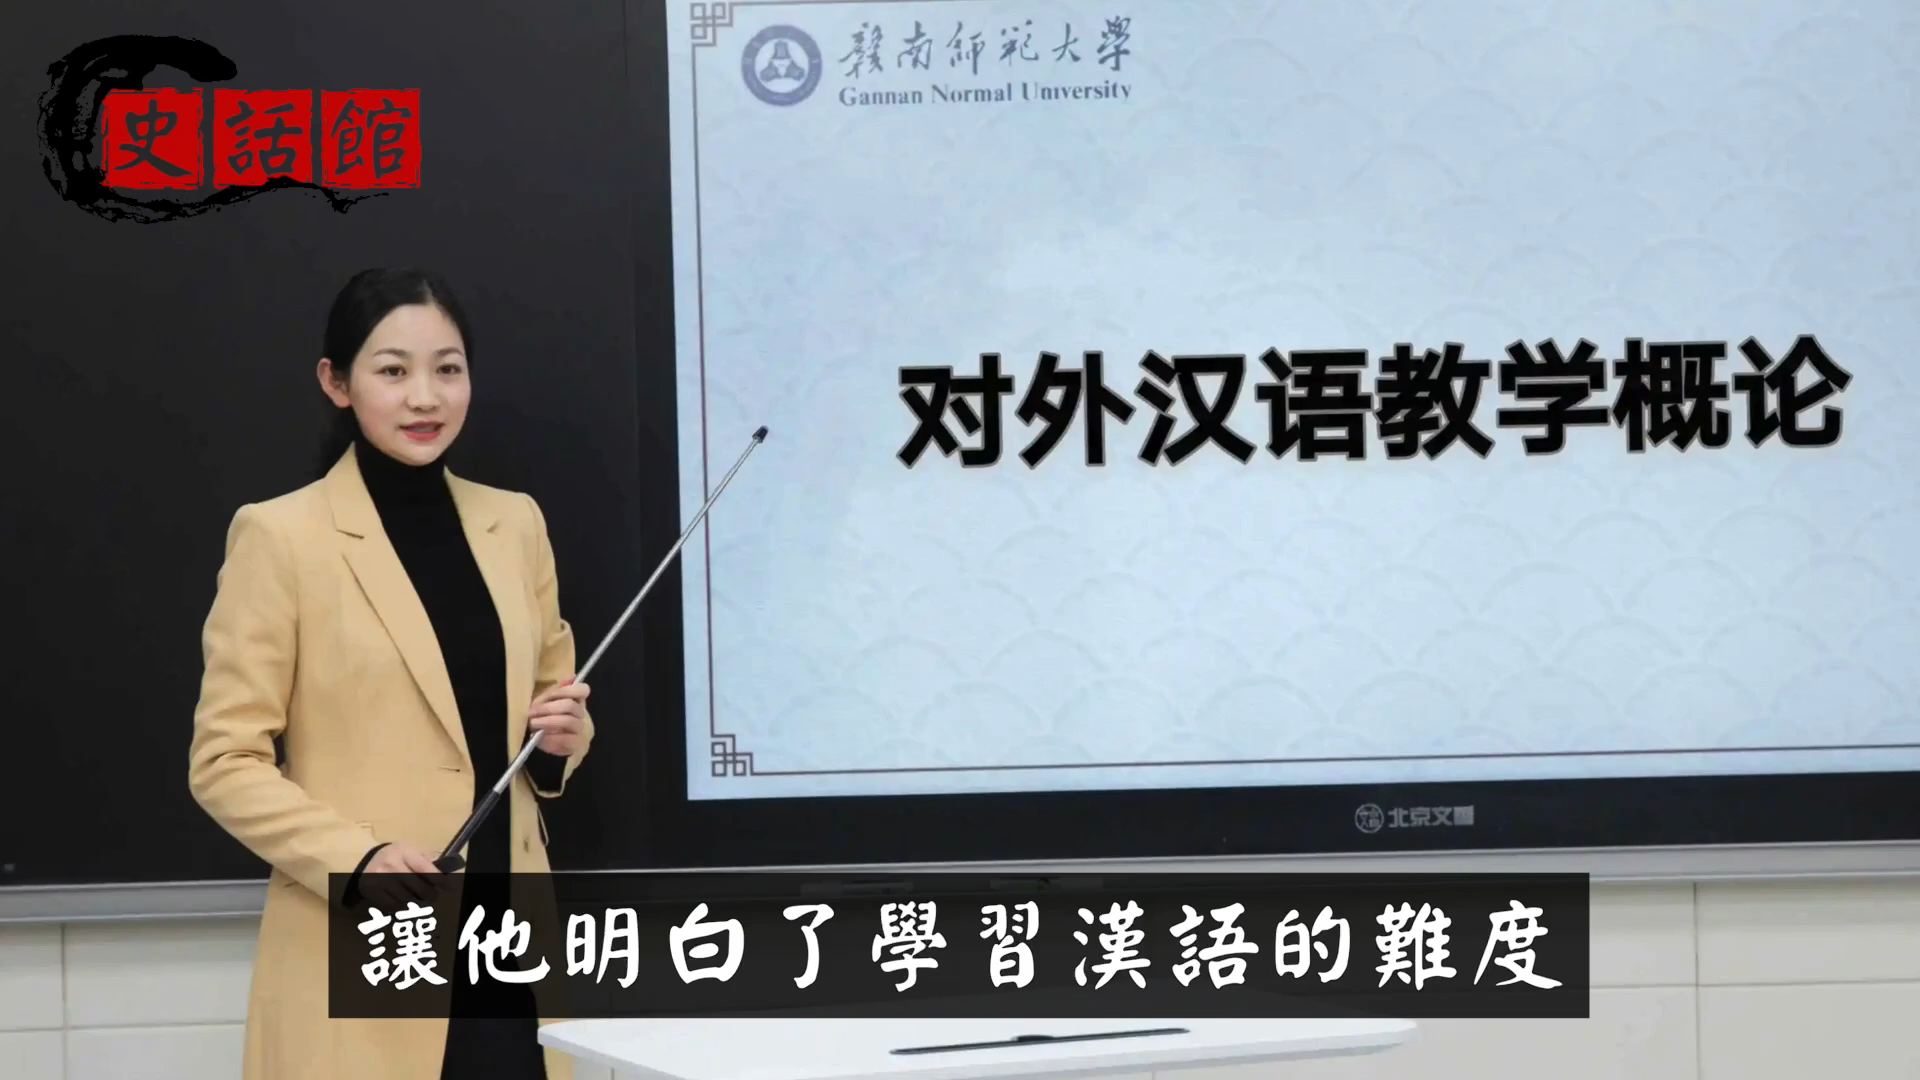 史話館
贛南師範大學
Gannan Normal University
对外汉语教学概论
北京文香
讓他明白了學習漢語的難度